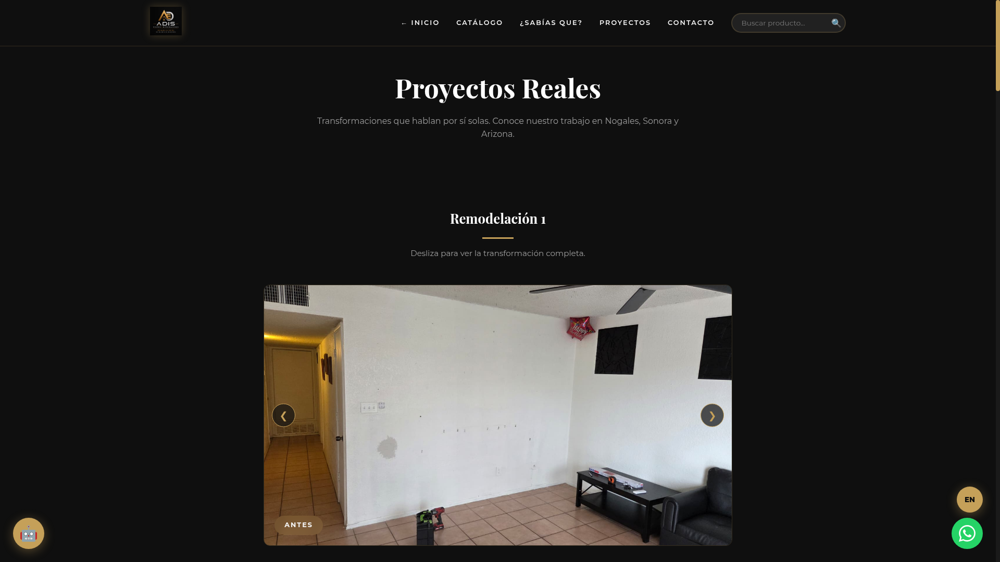 ADIS
← INICIO
CATÁLOGO
¿SABÍAS QUE?
PROYECTOS
CONTACTO
Buscar producto...
Proyectos Reales
Transformaciones que hablan por sí solas. Conoce nuestro trabajo en Nogales, Sonora y
Arizona.
Remodelación 1
Desliza para ver la transformación completa.
HAPPY
❮
❯
ANTES
EN